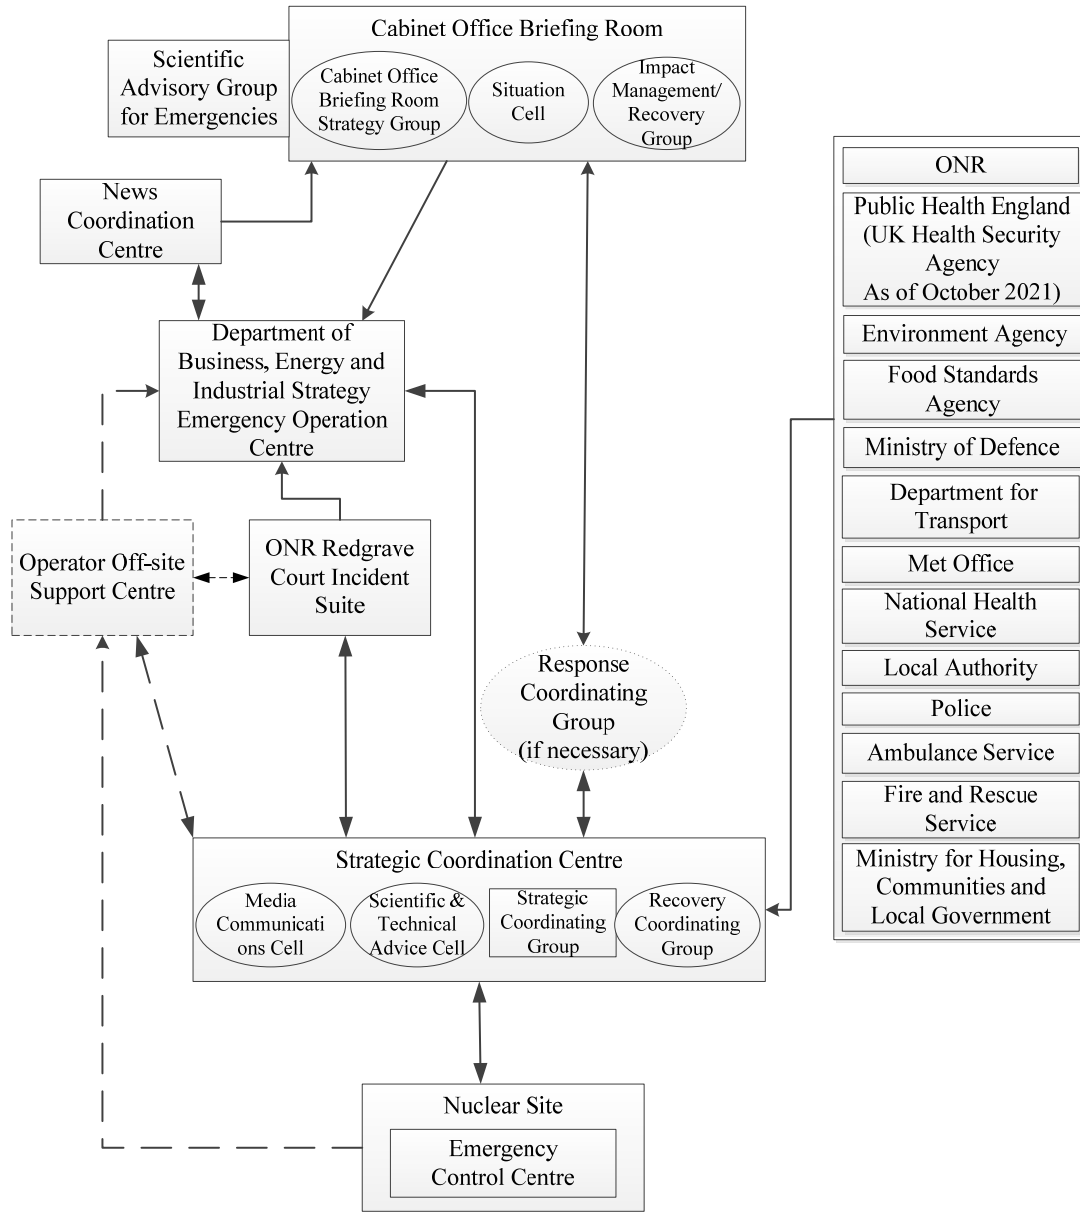 Cabinet Office Briefing Room
Scientific
Advisory Group
for Emergencies
Cabinet Office
Briefing Room
Strategy Group
Situation
Cell
Impact
Management/
Recovery
Group
News
Coordination
Centre
Department of
Business, Energy and
Industrial Strategy
Emergency Operation
Centre
Operator Off-site
Support Centre
ONR Redgrave
Court Incident
Suite
Response
Coordinating
Group
(if necessary)
Strategic Coordination Centre
Media
Communicati
ons Cell
Scientific &
Technical
Advice Cell
Strategic
Coordinating
Group
Recovery
Coordinating
Group
Nuclear Site
Emergency
Control Centre
ONR
Public Health England
(UK Health Security
Agency
As of October 2021)
Environment Agency
Food Standards
Agency
Ministry of Defence
Department for
Transport
Met Office
National Health
Service
Local Authority
Police
Ambulance Service
Fire and Rescue
Service
Ministry for Housing,
Communities and
Local Government